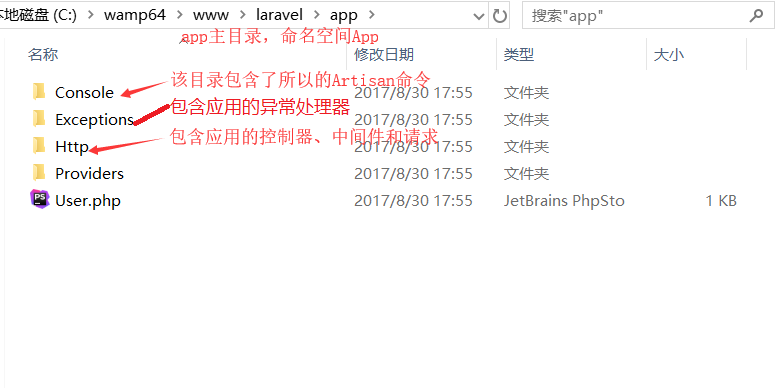 本地磁盘 (C:) > wamp64 > www > laravel > app > 搜索"app"
app主目录，命名空间App
名称 修改日期 类型 大小
该目录包含了所以的Artisan命令
Console 2017/8/30 17:55 文件夹
包含应用的异常处理器
Exceptions 2017/8/30 17:55 文件夹
包含应用的控制器、中间件和请求
Http 2017/8/30 17:55 文件夹
Providers 2017/8/30 17:55 文件夹
PS User.php 2017/8/30 17:55 JetBrains PhpSto 1 KB